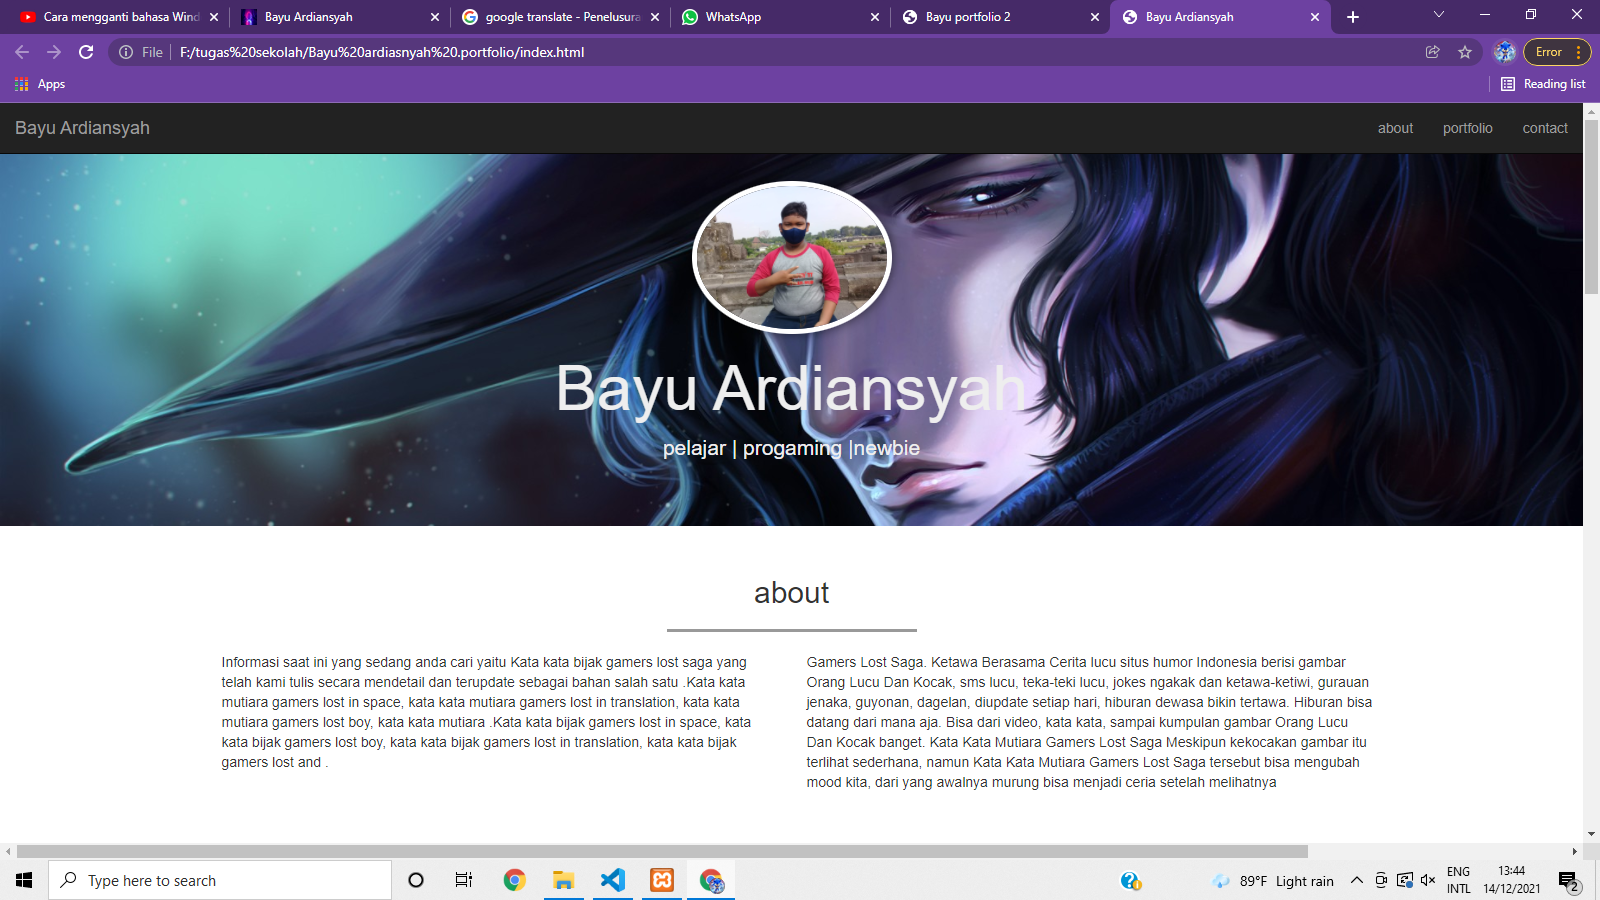 Cara mengganti bahasa Wind
Bayu Ardiansyah
google translate - Penelusura
WhatsApp
Bayu portfolio 2
Bayu Ardiansyah
File
F:/tugas%20sekolah/Bayu%20ardiasnyah%20.portfolio/index.html
Error
Apps
Reading list
Bayu Ardiansyah
about
portfolio
contact
Bayu Ardiansyah
pelajar | progaming |newbie
about
Informasi saat ini yang sedang anda cari yaitu Kata kata bijak gamers lost saga yang
telah kami tulis secara mendetail dan terupdate sebagai bahan salah satu .Kata kata
mutiara gamers lost in space, kata kata mutiara gamers lost in translation, kata kata
mutiara gamers lost boy, kata kata mutiara .Kata kata bijak gamers lost in space, kata
kata bijak gamers lost boy, kata kata bijak gamers lost in translation, kata kata bijak
gamers lost and .
Gamers Lost Saga. Ketawa Berasama Cerita lucu situs humor Indonesia berisi gambar
Orang Lucu Dan Kocak, sms lucu, teka-teki lucu, jokes ngakak dan ketawa-ketiwi, gurauan
jenaka, guyonan, dagelan, diupdate setiap hari, hiburan dewasa bikin tertawa. Hiburan bisa
datang dari mana aja. Bisa dari video, kata kata, sampai kumpulan gambar Orang Lucu
Dan Kocak banget. Kata Kata Mutiara Gamers Lost Saga Meskipun kekocakan gambar itu
terlihat sederhana, namun Kata Kata Mutiara Gamers Lost Saga tersebut bisa mengubah
mood kita, dari yang awalnya murung bisa menjadi ceria setelah melihatnya
Type here to search
89°F Light rain
ENG
INTL
13:44
14/12/2021
2